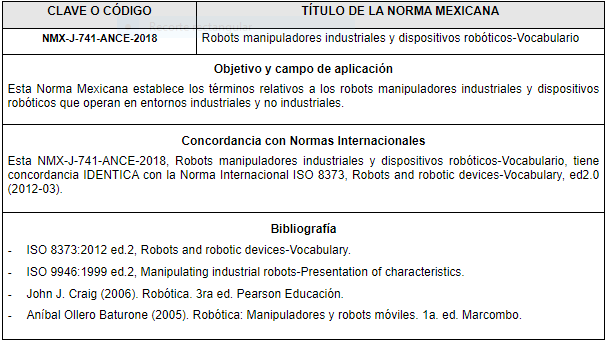 CLAVE O CÓDIGO TÍTULO DE LA NORMA MEXICANA
NMX-J-741-ANCE-2018 Robots manipuladores industriales y dispositivos robóticos-Vocabulario
Objetivo y campo de aplicación
Esta Norma Mexicana establece los términos relativos a los robots manipuladores industriales y dispositivos
robóticos que operan en entornos industriales y no industriales.
Concordancia con Normas Internacionales
Esta NMX-J-741-ANCE-2018, Robots manipuladores industriales y dispositivos robóticos-Vocabulario, tiene
concordancia IDENTICA con la Norma Internacional ISO 8373, Robots and robotic devices-Vocabulary, ed2.0
(2012-03).
Bibliografía
- ISO 8373:2012 ed.2, Robots and robotic devices-Vocabulary.
- ISO 9946:1999 ed.2, Manipulating industrial robots-Presentation of characteristics.
- John J. Craig (2006). Robótica. 3ra ed. Pearson Educación.
- Aníbal Ollero Baturone (2005). Robótica: Manipuladores y robots móviles. 1a. ed. Marcombo.